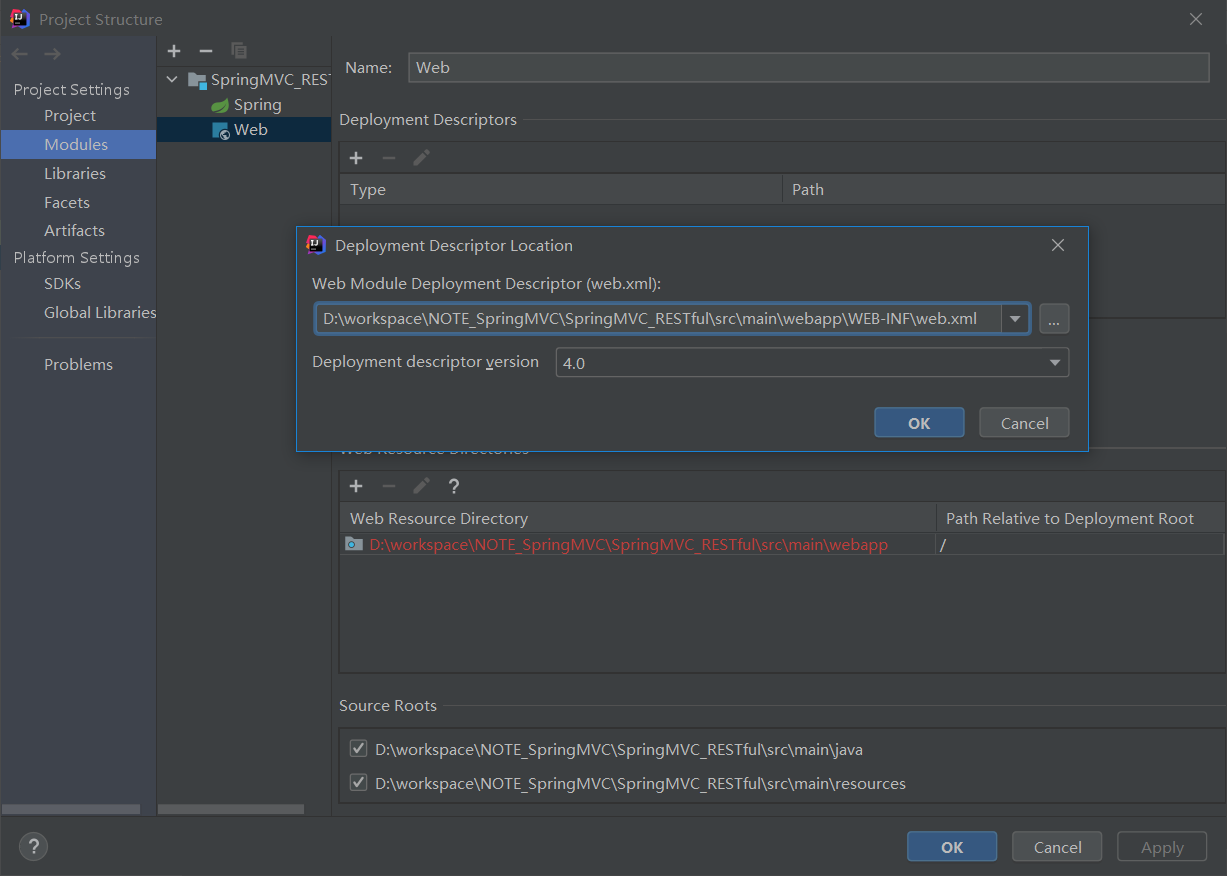 Project Structure
Project Settings
Project
Modules
Libraries
Facets
Artifacts
Platform Settings
SDKs
Global Libraries
Problems
SpringMVC_REST
Spring
Web
Name: Web
Deployment Descriptors
Type Path
Deployment Descriptor Location
Web Module Deployment Descriptor (web.xml):
D:\workspace\NOTE_SpringMVC\SpringMVC_RESTful\src\main\webapp\WEB-INF\web.xml ...
Deployment descriptor version 4.0
OK Cancel
Web Resource Directories
?
Web Resource Directory Path Relative to Deployment Root
D:\workspace\NOTE_SpringMVC\SpringMVC_RESTful\src\main\webapp /
Source Roots
D:\workspace\NOTE_SpringMVC\SpringMVC_RESTful\src\main\java
D:\workspace\NOTE_SpringMVC\SpringMVC_RESTful\src\main\resources
? OK Cancel Apply